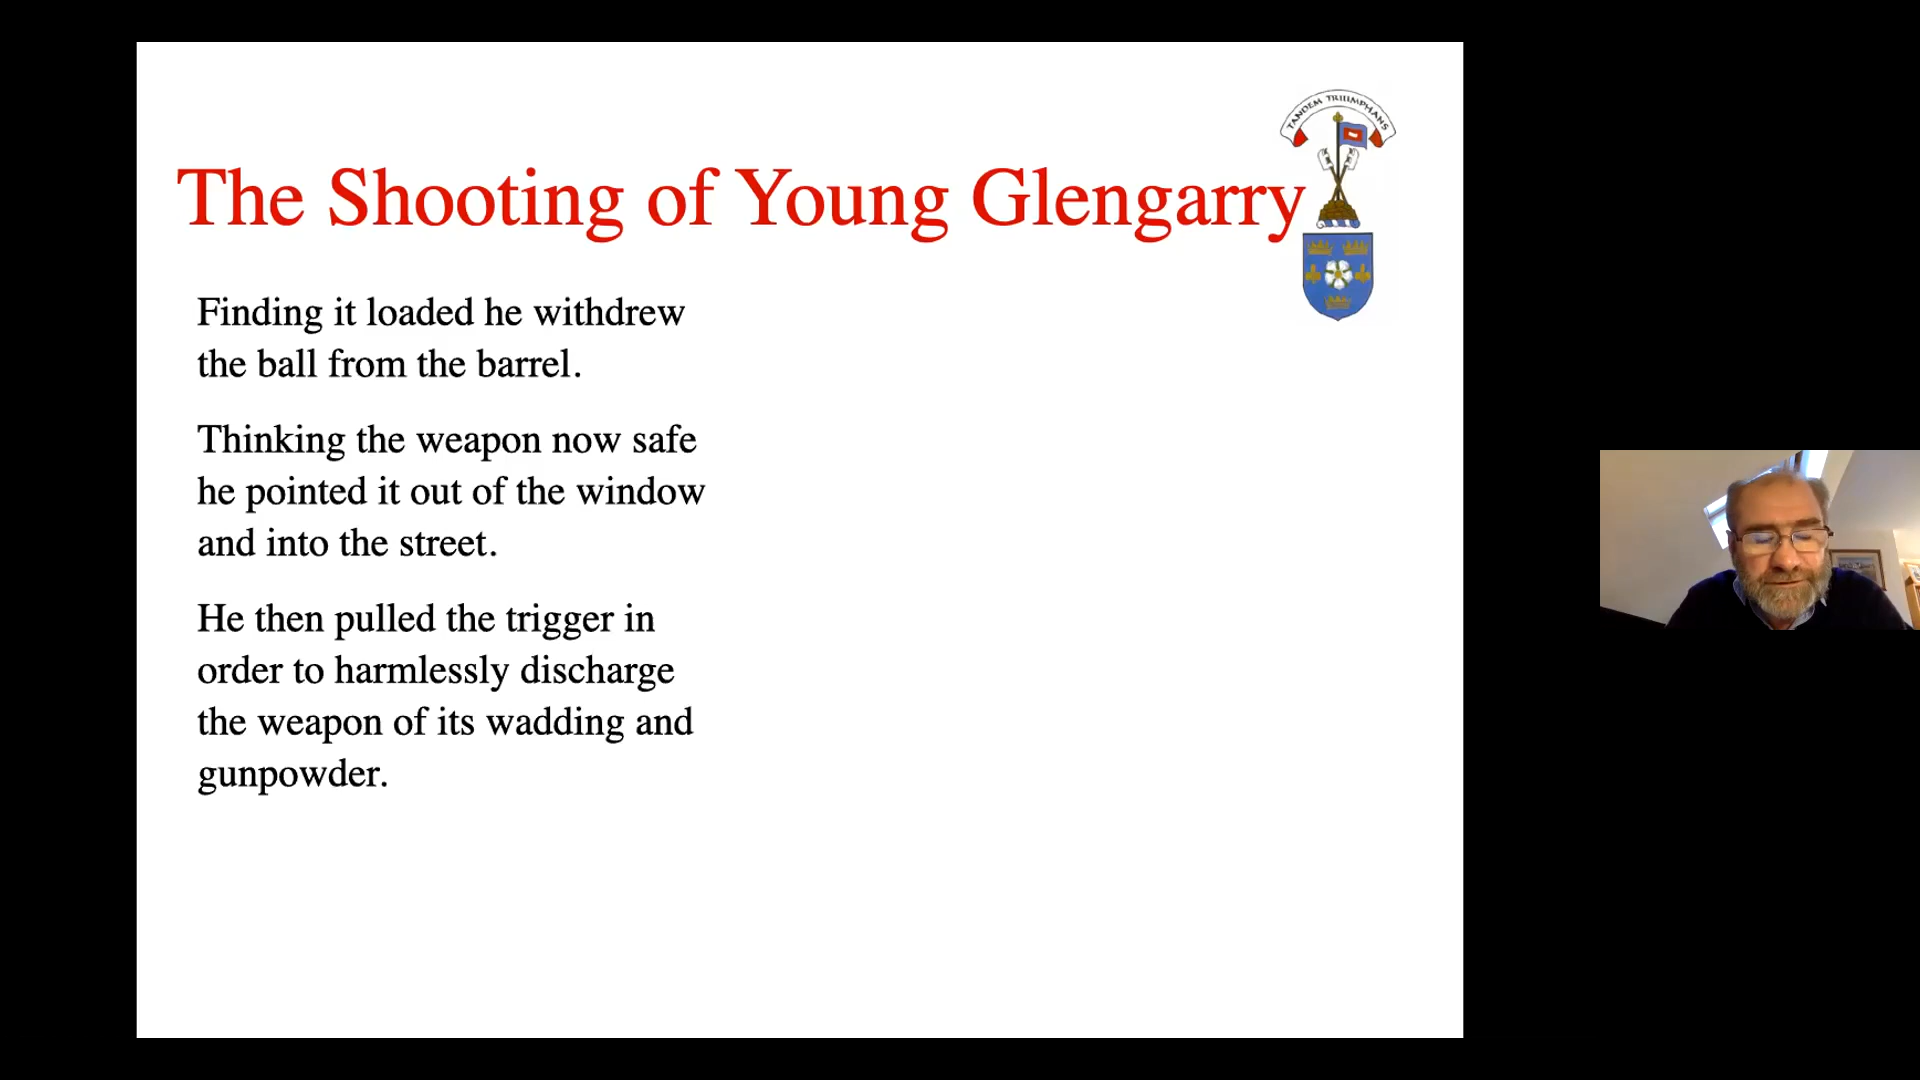 TANDEM TRIUMPHANS
The Shooting of Young Glengarry
Finding it loaded he withdrew
the ball from the barrel.
Thinking the weapon now safe
he pointed it out of the window
and into the street.
He then pulled the trigger in
order to harmlessly discharge
the weapon of its wadding and
gunpowder.